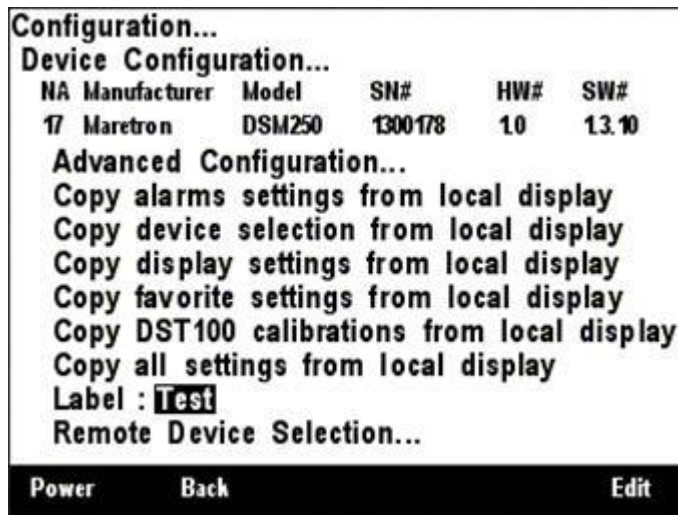 Configuration...
Device Configuration...
NA Manufacturer Model SN# HW# SW#
17 Maretron DSM250 1300178 1.0 1.3.10
Advanced Configuration...
Copy alarms settings from local display
Copy device selection from local display
Copy display settings from local display
Copy favorite settings from local display
Copy DST100 calibrations from local display
Copy all settings from local display
Label : Test
Remote Device Selection...
Power Back Edit